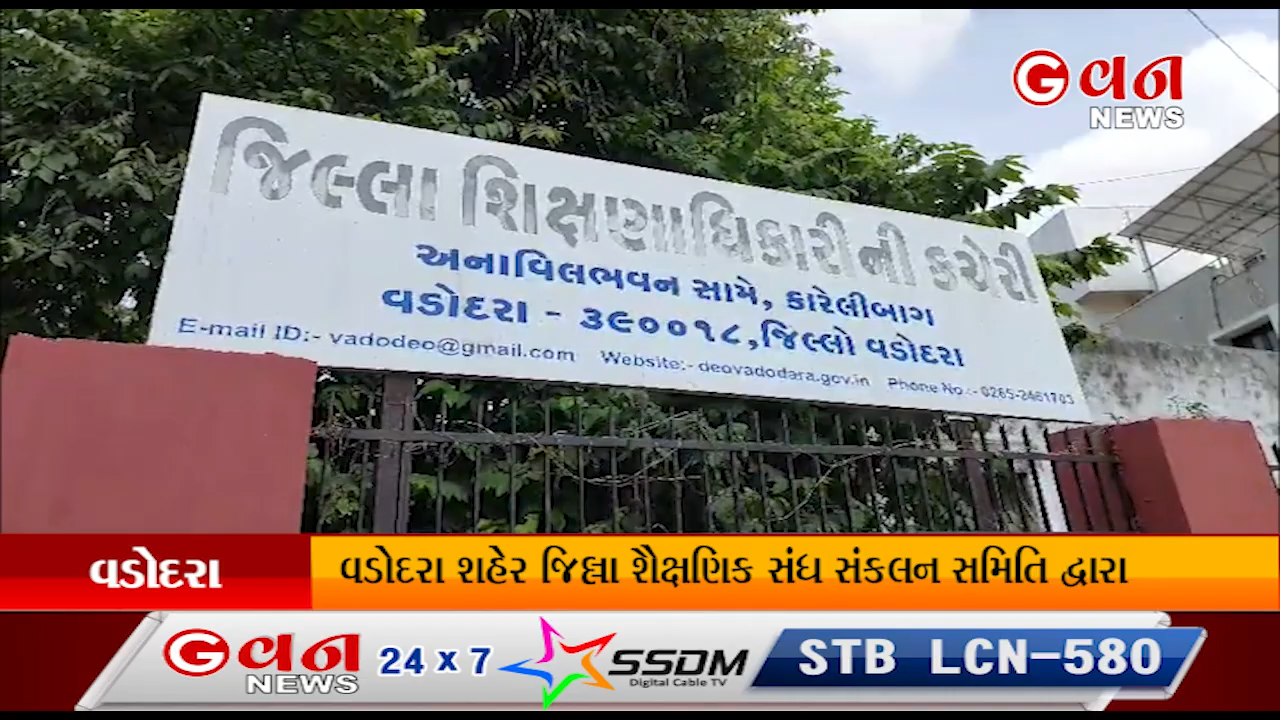 G વન
NEWS
જિલ્લા શિક્ષણાધિકારીની કચેરી
અનાવિલભવન સામે, કારેલીબાગ
વડોદરા - ૩૯૦૦૧૮,જિલ્લો વડોદરા
E-mail ID:- vadodeo@gmail.com Website:- deovadodara.gov.in Phone No.:- 0265-2461703
વડોદરા
વડોદરા શહેર જિલ્લા શૈક્ષણિક સંઘ સંકલન સમિતિ દ્વારા
G વન
NEWS
24 x 7
SSDM
Digital Cable TV
STB LCN-580